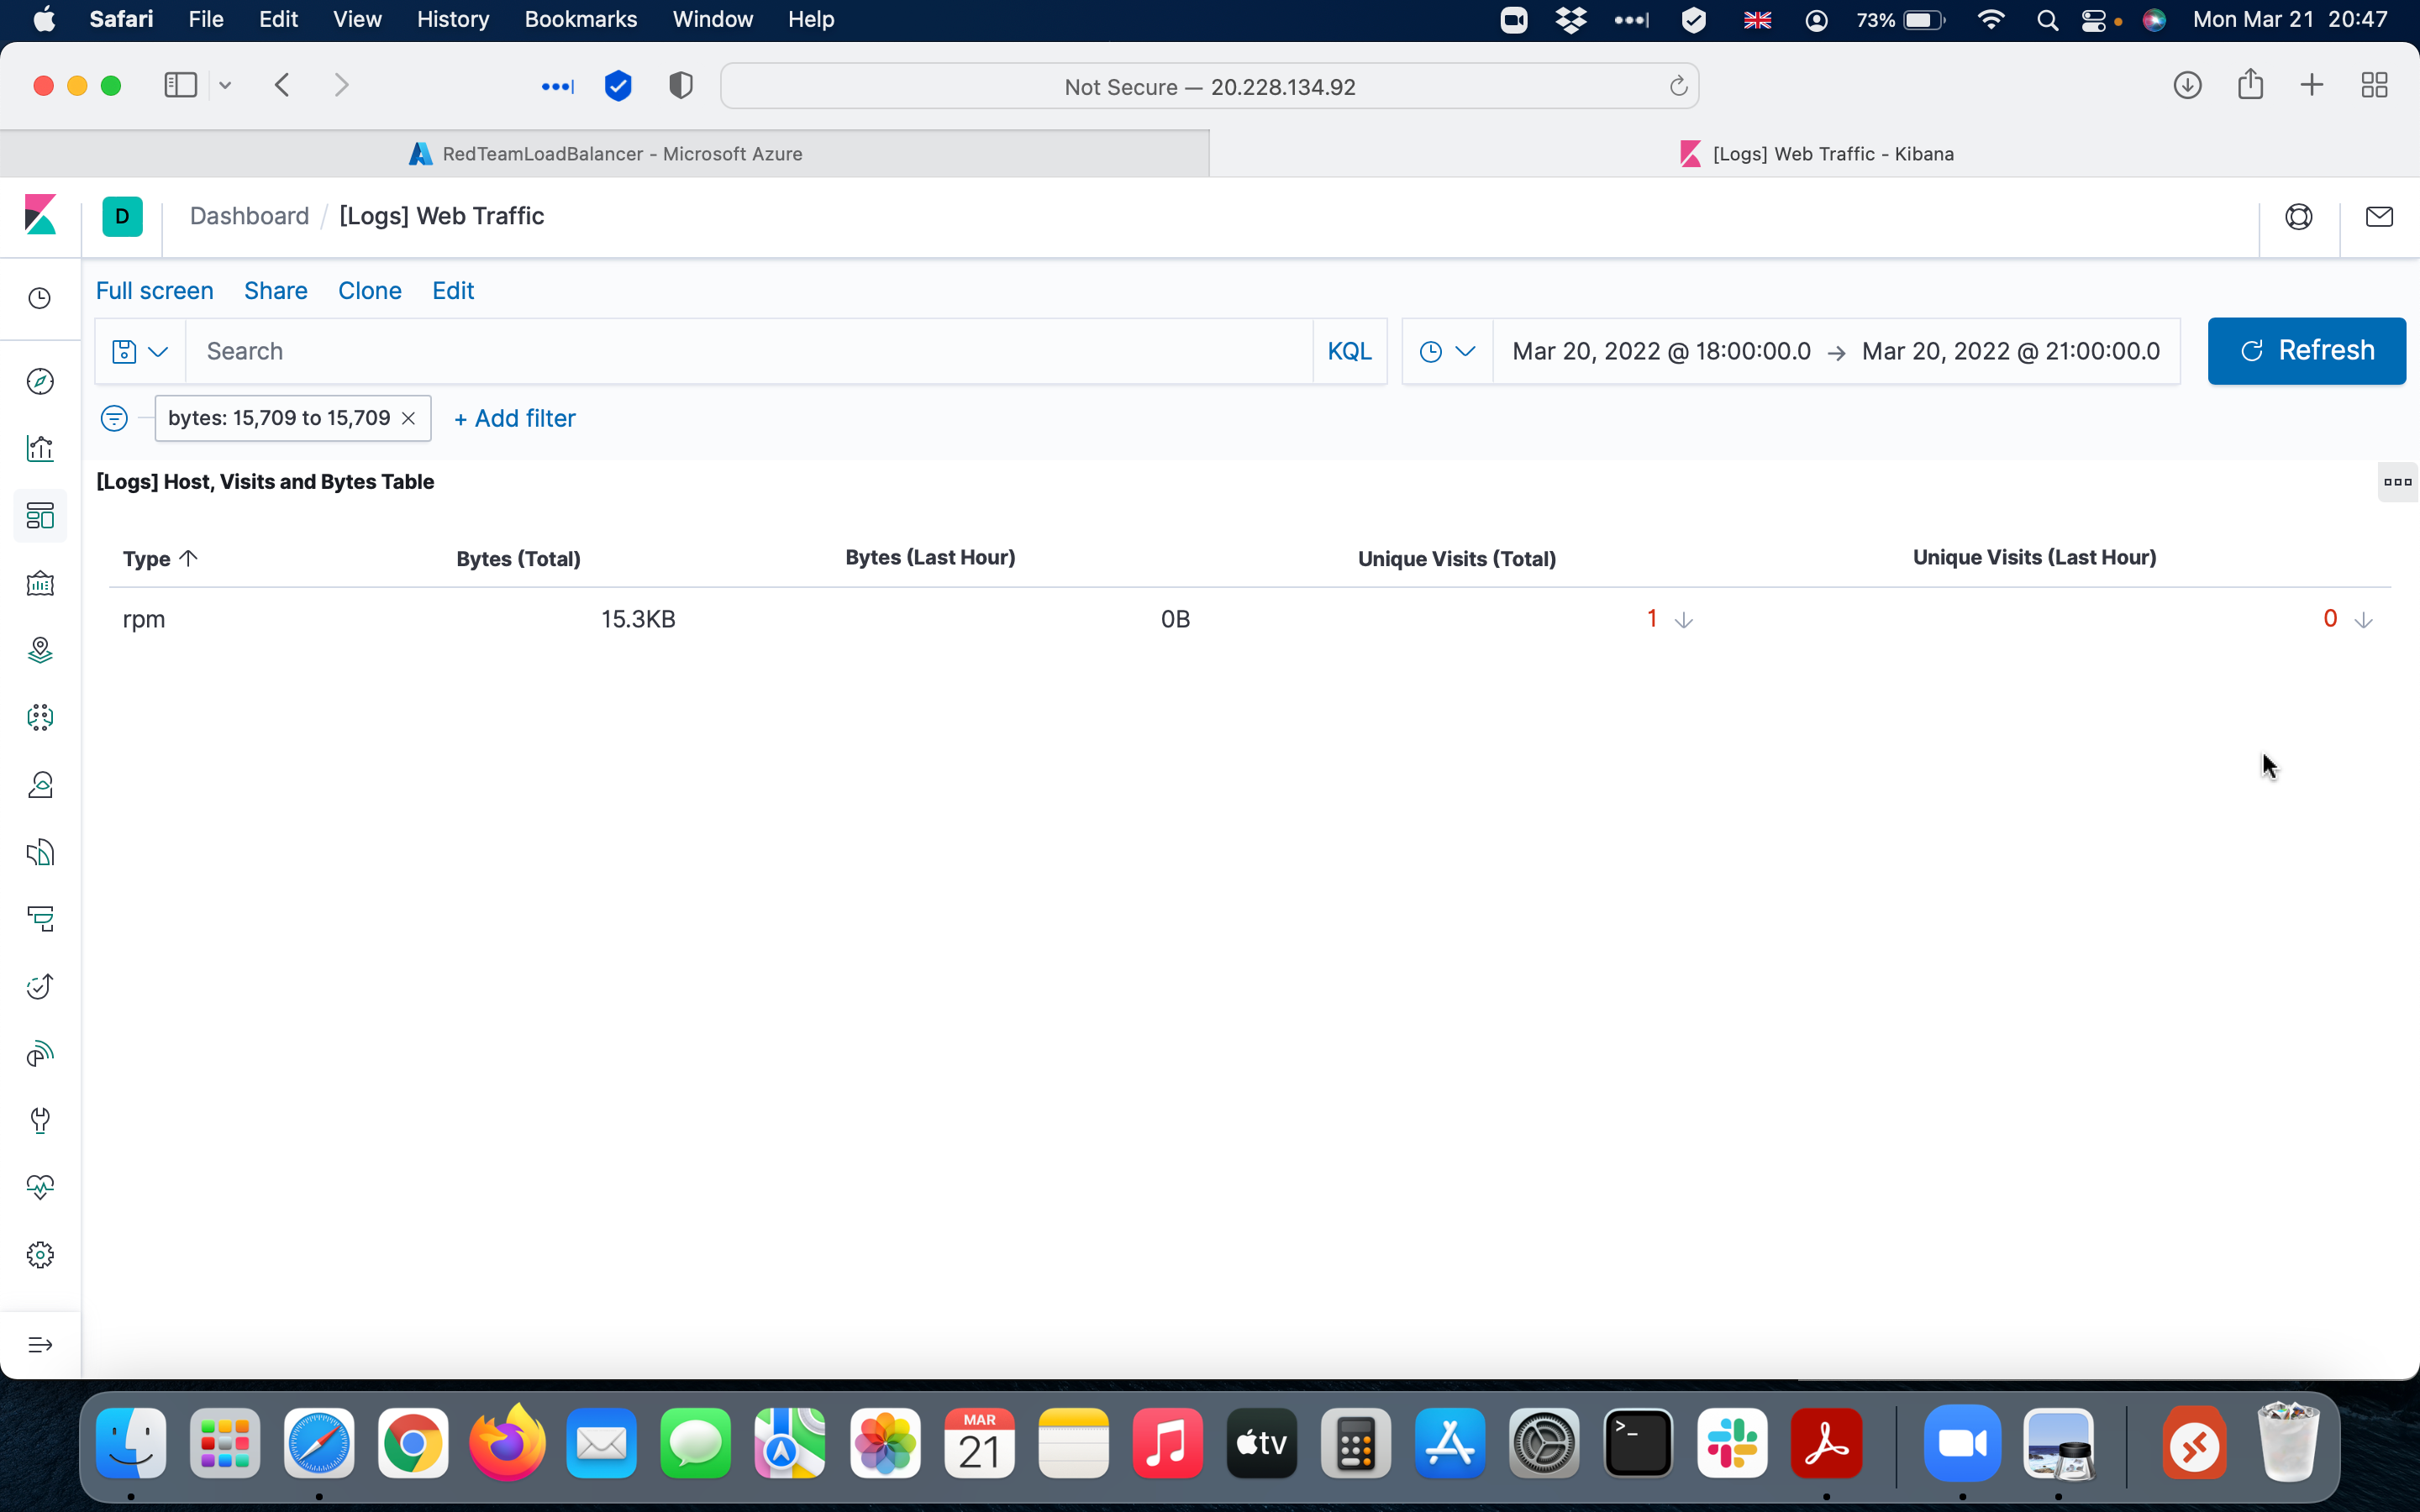 Safari File Edit View History Bookmarks Window Help 73% Mon Mar 21 20:47
Not Secure — 20.228.134.92
RedTeamLoadBalancer - Microsoft Azure
[Logs] Web Traffic - Kibana
D Dashboard / [Logs] Web Traffic
Full screen Share Clone Edit
Search KQL Mar 20, 2022 @ 18:00:00.0 → Mar 20, 2022 @ 21:00:00.0 Refresh
bytes: 15,709 to 15,709 × + Add filter
[Logs] Host, Visits and Bytes Table
Type ↑ Bytes (Total) Bytes (Last Hour) Unique Visits (Total) Unique Visits (Last Hour)
rpm 15.3KB 0B 1 ↓ 0 ↓
MAR
21
tv
>_